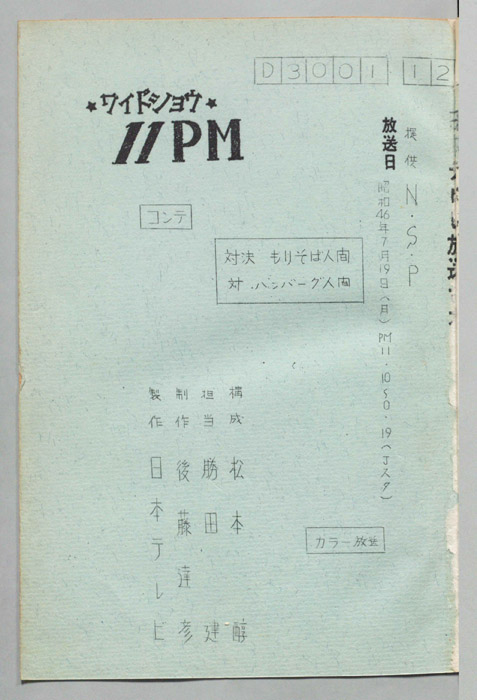 D3001 12
★ワイドショウ★
11PM
提供 N・S・P
放送日
昭和46年7月19日(月)PM11・10〜0・19(Jスタ)
コンテ
対決 もりそば人間
対 ハンバーグ人間
構成 松本 醇
担当 勝田 建
制作 後藤達彦
製作 日本テレビ
カラー放送